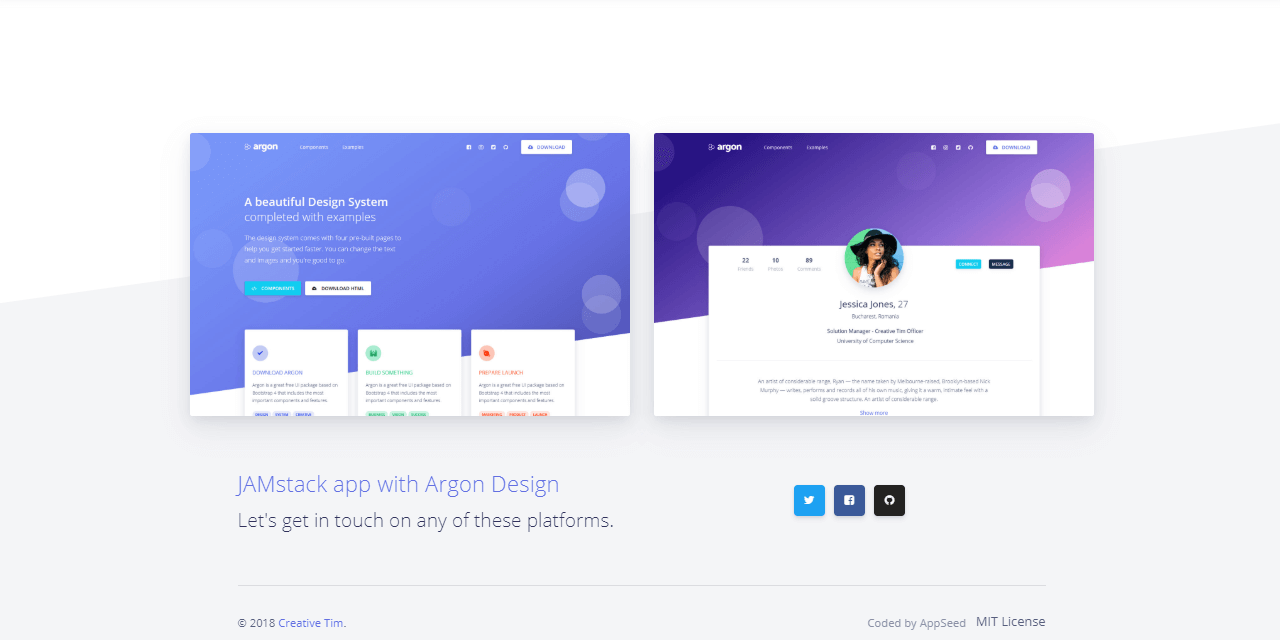 argon
Components
Examples
DOWNLOAD
A beautiful Design System
completed with examples
The design system comes with four pre-built pages to
help you get started faster. You can change the text
and images and you're good to go.
COMPONENTS
DOWNLOAD HTML
DOWNLOAD ARGON
Argon is a great free UI package based on
Bootstrap 4 that includes the most
important components and features.
DESIGN SYSTEM CREATIVE
BUILD SOMETHING
Argon is a great free UI package based on
Bootstrap 4 that includes the most
important components and features.
BUSINESS VISION SUCCESS
PREPARE LAUNCH
Argon is a great free UI package based on
Bootstrap 4 that includes the most
important components and features.
MARKETING PRODUCT LAUNCH
argon
Components
Examples
DOWNLOAD
22
Friends
10
Photos
89
Comments
CONNECT
MESSAGE
Jessica Jones, 27
Bucharest, Romania
Solution Manager - Creative Tim Officer
University of Computer Science
An artist of considerable range, Ryan — the name taken by Melbourne-raised, Brooklyn-based Nick
Murphy — writes, performs and records all of his own music, giving it a warm, intimate feel with a
solid groove structure. An artist of considerable range.
Show more
JAMstack app with Argon Design
Let's get in touch on any of these platforms.
© 2018 Creative Tim.
Coded by AppSeed
MIT License